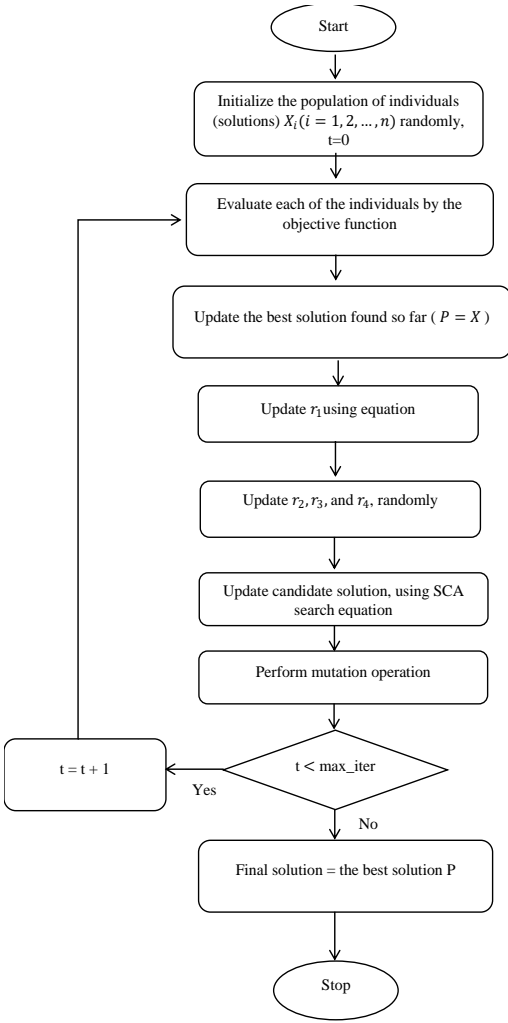 Start
Initialize the population of individuals
(solutions) X_i(i = 1, 2, … , n) randomly,
t=0
Evaluate each of the individuals by the
objective function
Update the best solution found so far ( P = X )
Update r_1 using equation
Update r_2, r_3, and r_4, randomly
Update candidate solution, using SCA
search equation
Perform mutation operation
t < max_iter
Yes
t = t + 1
No
Final solution = the best solution P
Stop